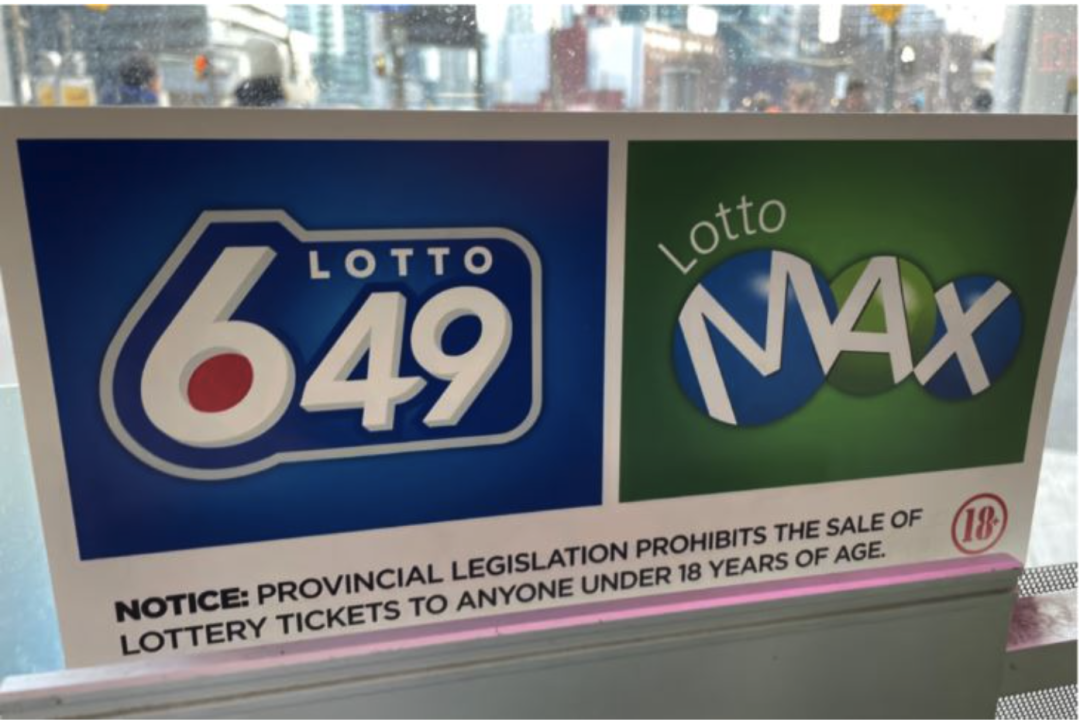 LOTTO
649
Lotto
MAX
NOTICE: PROVINCIAL LEGISLATION PROHIBITS THE SALE OF
LOTTERY TICKETS TO ANYONE UNDER 18 YEARS OF AGE.
18+